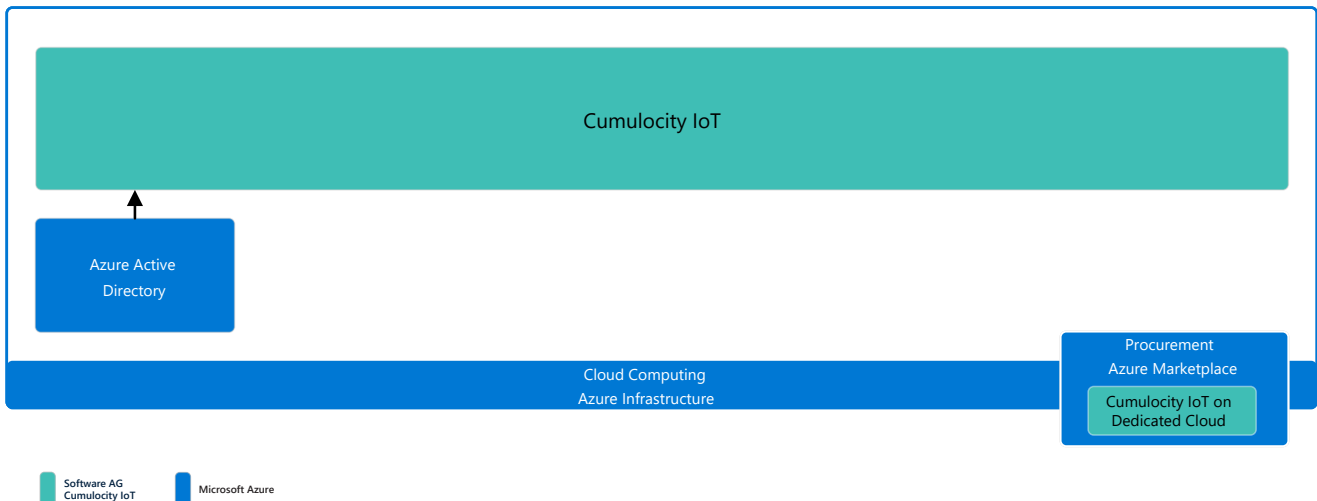 Cumulocity IoT
Azure Active
Directory
Procurement
Azure Marketplace
Cloud Computing
Azure Infrastructure
Cumulocity IoT on
Dedicated Cloud
Software AG
Cumulocity IoT
Microsoft Azure